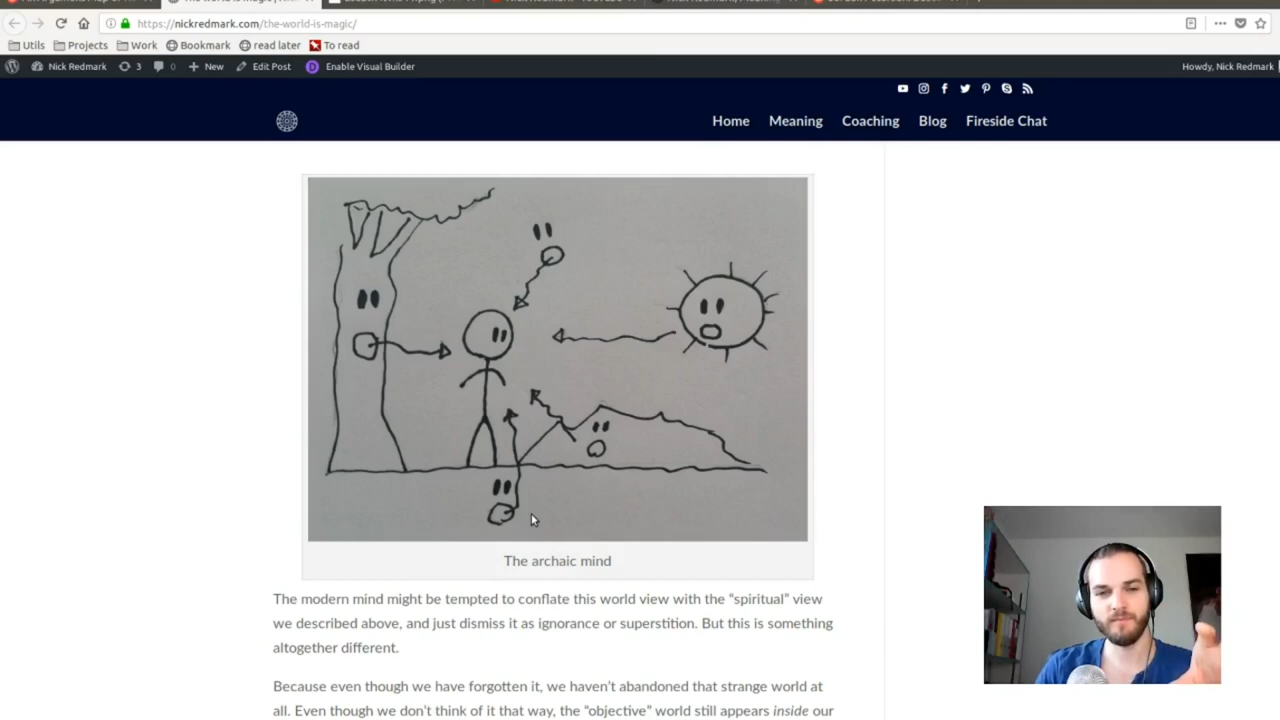 https://nickredmark.com/the-world-is-magic/
Utils Projects Work Bookmark read later To read
Nick Redmark 3 0 New Edit Post D Enable Visual Builder Howdy, Nick Redmark
Home Meaning Coaching Blog Fireside Chat
The archaic mind
The modern mind might be tempted to conflate this world view with the “spiritual” view
we described above, and just dismiss it as ignorance or superstition. But this is something
altogether different.
Because even though we have forgotten it, we haven’t abandoned that strange world at
all. Even though we don’t think of it that way, the “objective” world still appears inside our